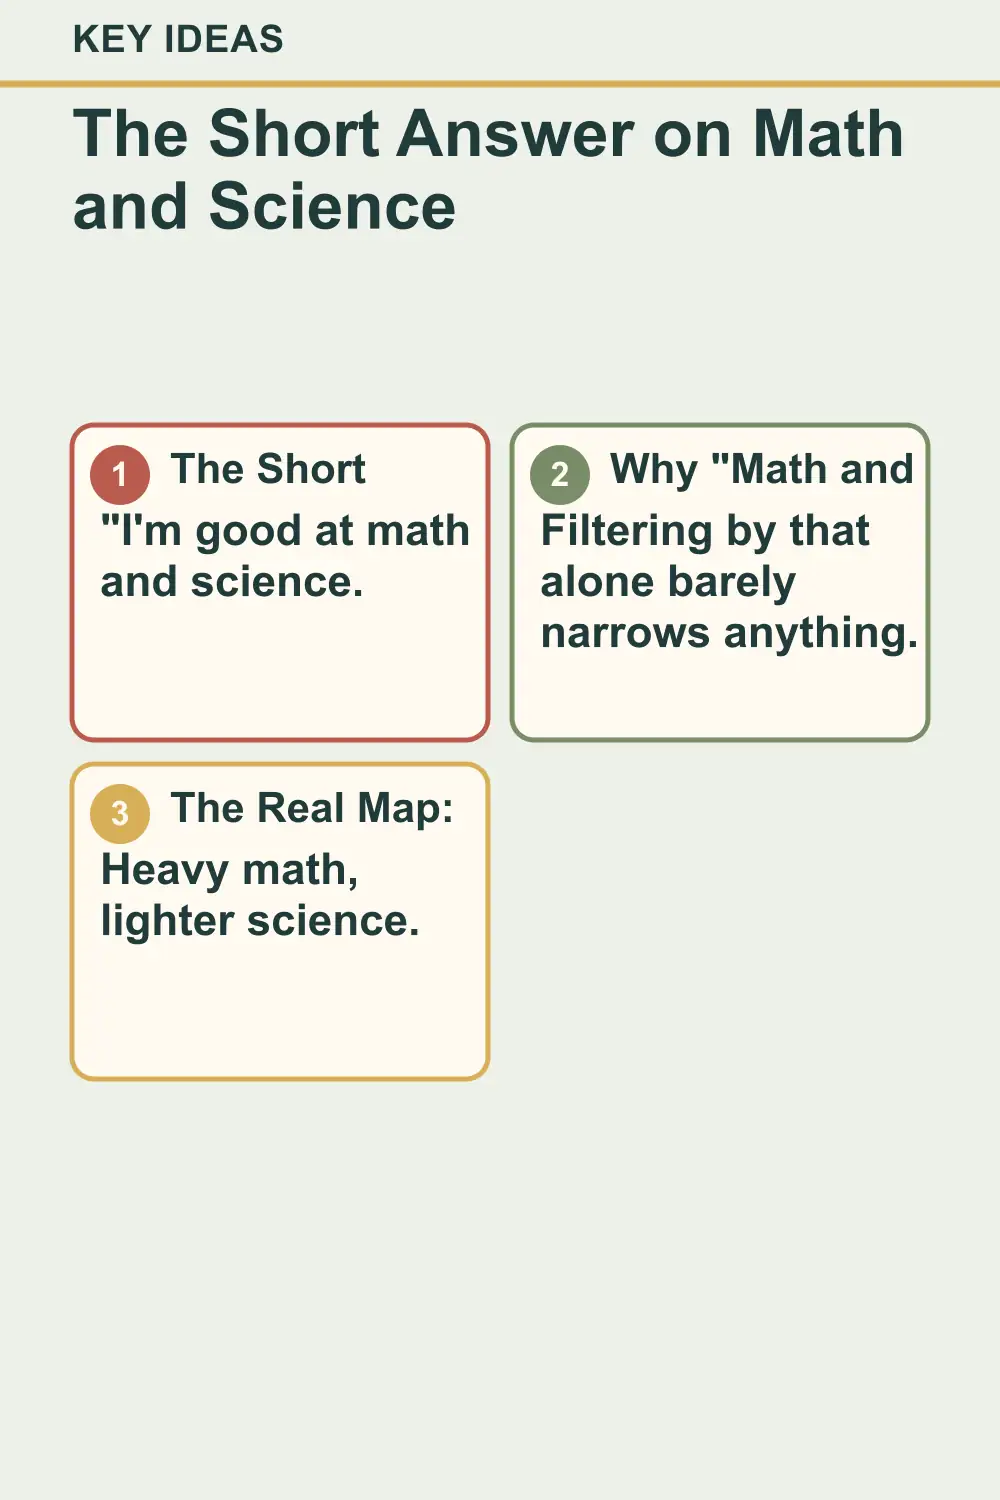 KEY IDEAS
The Short Answer on Math
and Science
1 The Short
"I'm good at math
and science.
2 Why "Math and
Filtering by that
alone barely
narrows anything.
3 The Real Map:
Heavy math,
lighter science.